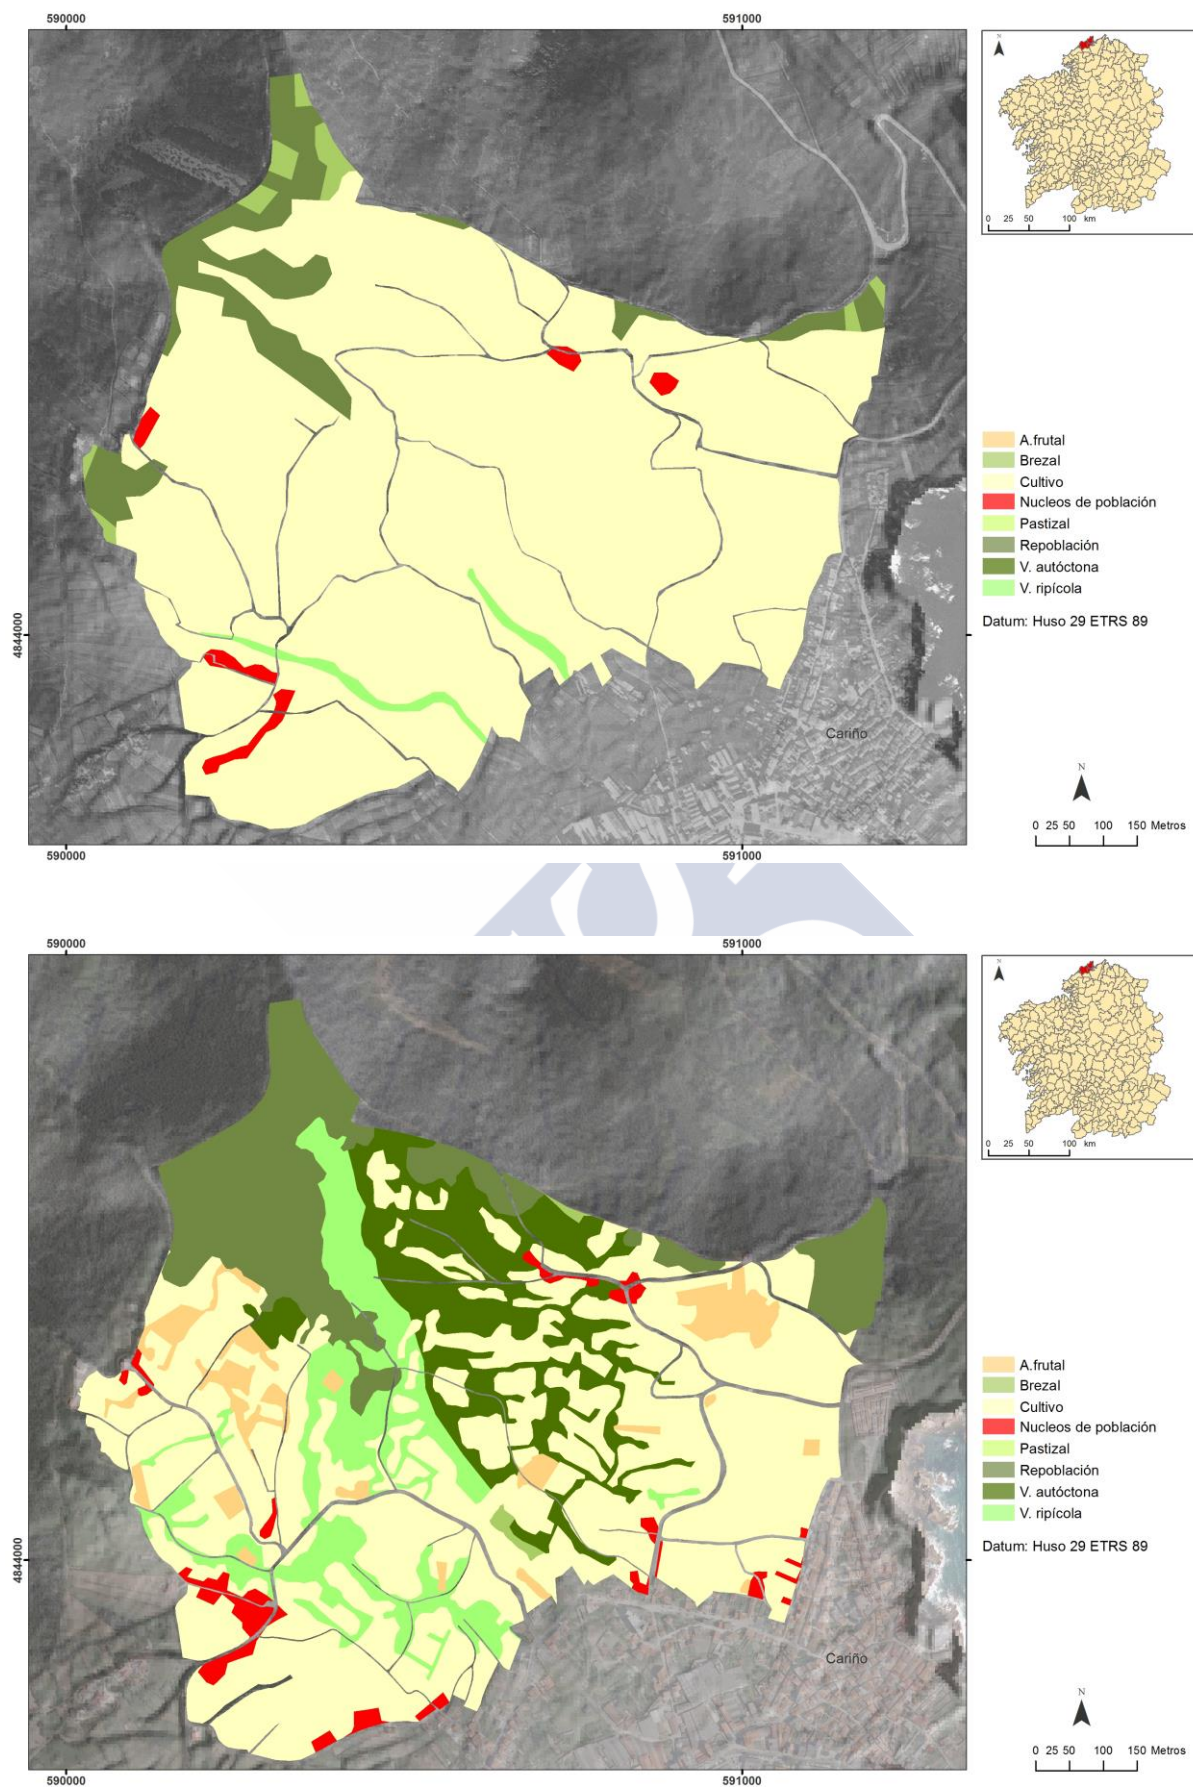 590000 591000
N
0 25 50 100 km
A.frutal
Brezal
Cultivo
Nucleos de población
Pastizal
Repoblación
V. autóctona
V. ripícola
Datum: Huso 29 ETRS 89
4844000
Cariño
N
0 25 50 100 150 Metros
590000 591000
590000 591000
N
0 25 50 100 km
A.frutal
Brezal
Cultivo
Nucleos de población
Pastizal
Repoblación
V. autóctona
V. ripícola
Datum: Huso 29 ETRS 89
4844000
Cariño
N
0 25 50 100 150 Metros
590000 591000